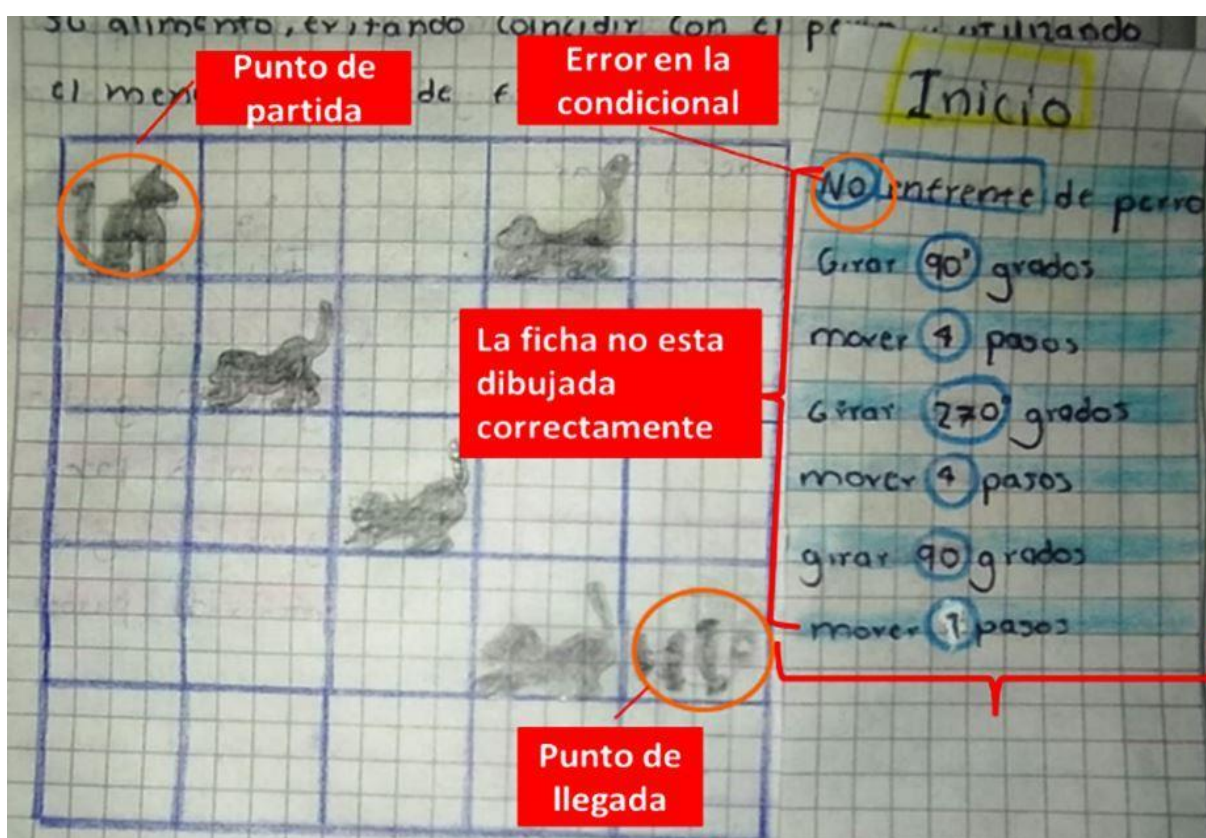 su alimento, evitando coincidir con el utilizando
el de
Punto de
partida
Error en la
condicional
Inicio
NO enfrente de perro
Girar 90° grados
mover 4 pasos
Girar 270° grados
mover 4 pasos
girar 90 grados
mover 1 pasos
La ficha no esta
dibujada
correctamente
Punto de
llegada